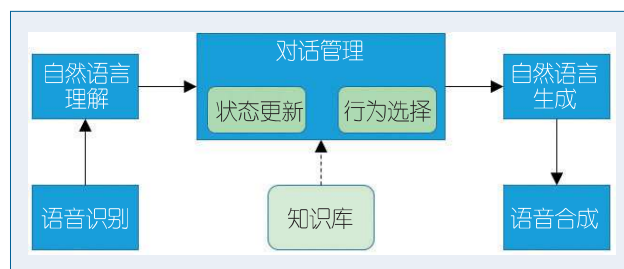 对话管理
自然语言
理解
状态更新
行为选择
自然语言
生成
语音识别
知识库
语音合成